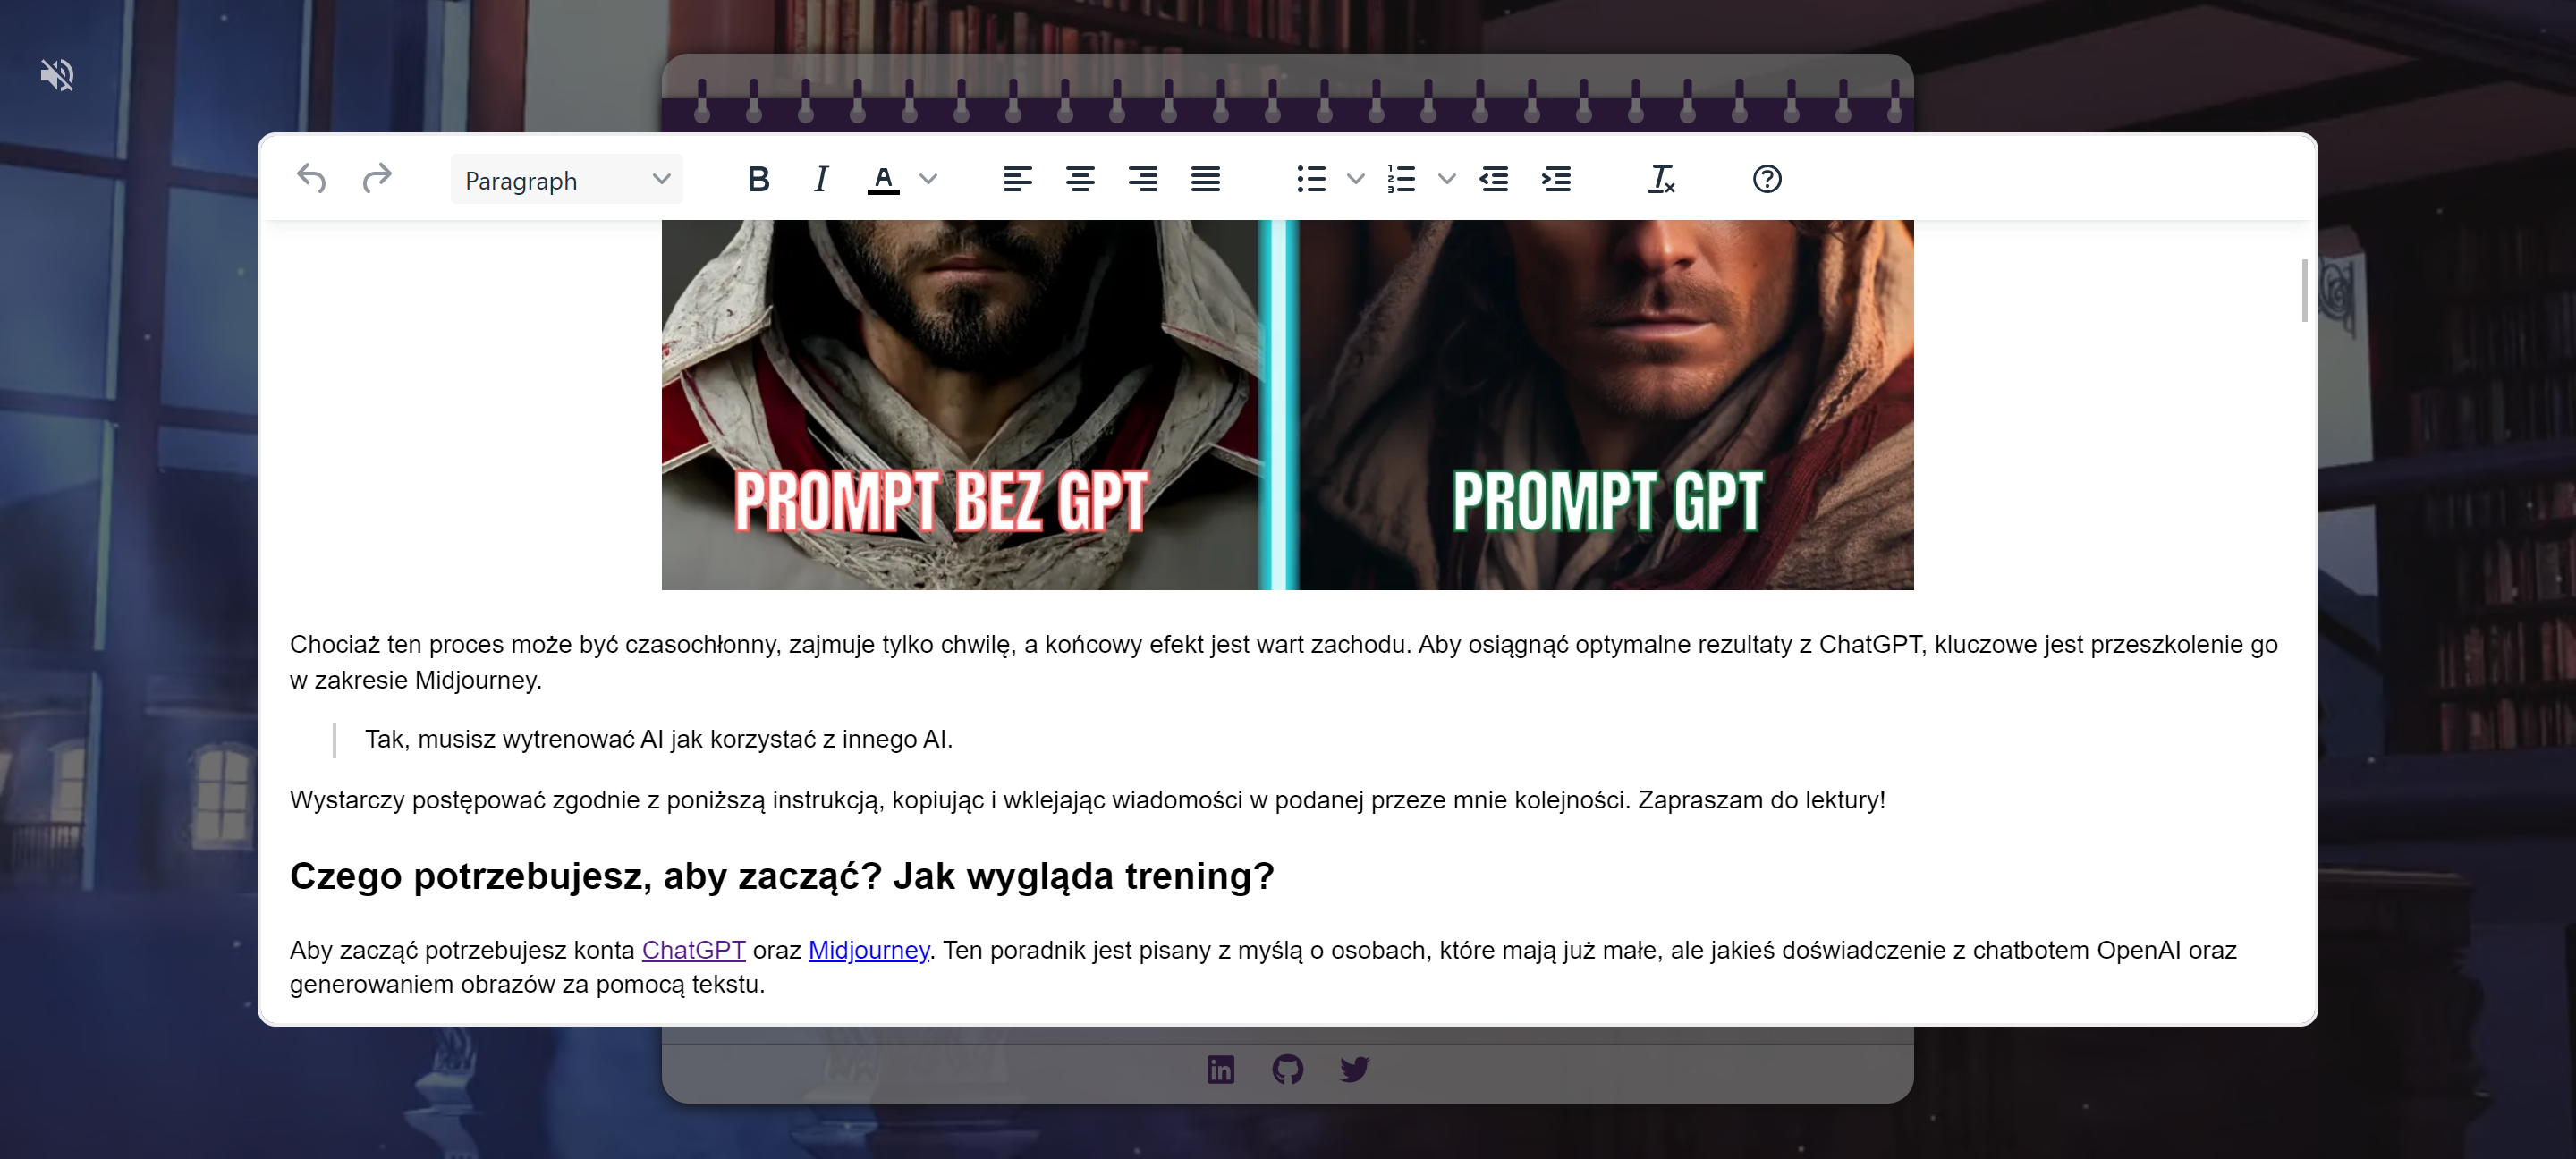 Paragraph
B I A
PROMPT BEZ GPT
PROMPT GPT
Chociaż ten proces może być czasochłonny, zajmuje tylko chwilę, a końcowy efekt jest wart zachodu. Aby osiągnąć optymalne rezultaty z ChatGPT, kluczowe jest przeszkolenie go
w zakresie Midjourney.
Tak, musisz wytrenować AI jak korzystać z innego AI.
Wystarczy postępować zgodnie z poniższą instrukcją, kopiując i wklejając wiadomości w podanej przeze mnie kolejności. Zapraszam do lektury!
Czego potrzebujesz, aby zacząć? Jak wygląda trening?
Aby zacząć potrzebujesz konta ChatGPT oraz Midjourney. Ten poradnik jest pisany z myślą o osobach, które mają już małe, ale jakieś doświadczenie z chatbotem OpenAI oraz
generowaniem obrazów za pomocą tekstu.
in